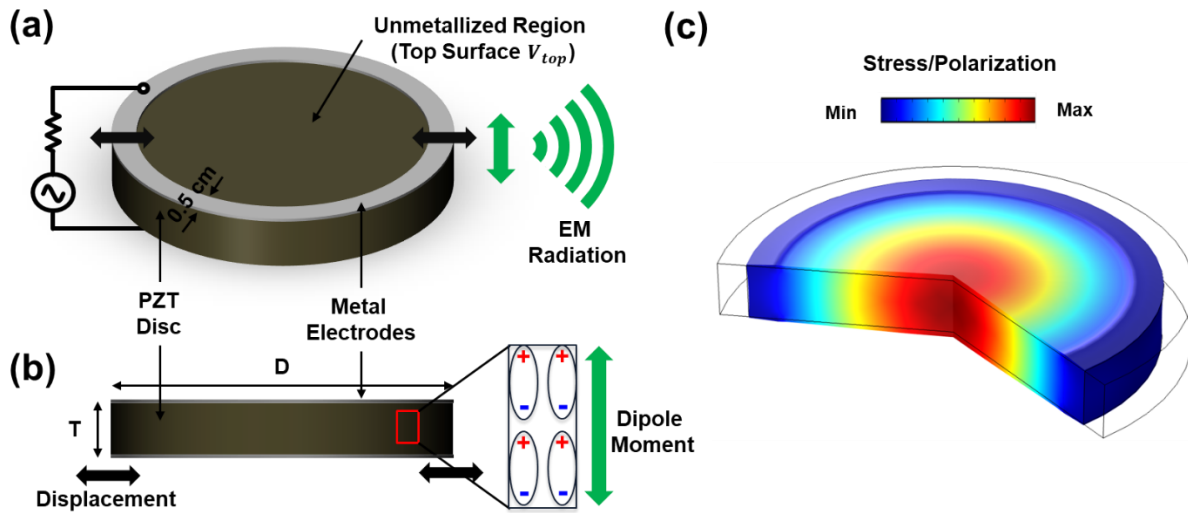 (a)
Unmetallized Region
(Top Surface V_top)
0.5 cm
EM
Radiation
PZT
Disc
Metal
Electrodes
(b)
D
T
Displacement
+ +
- -
+ +
- -
Dipole
Moment
(c)
Stress/Polarization
Min
Max